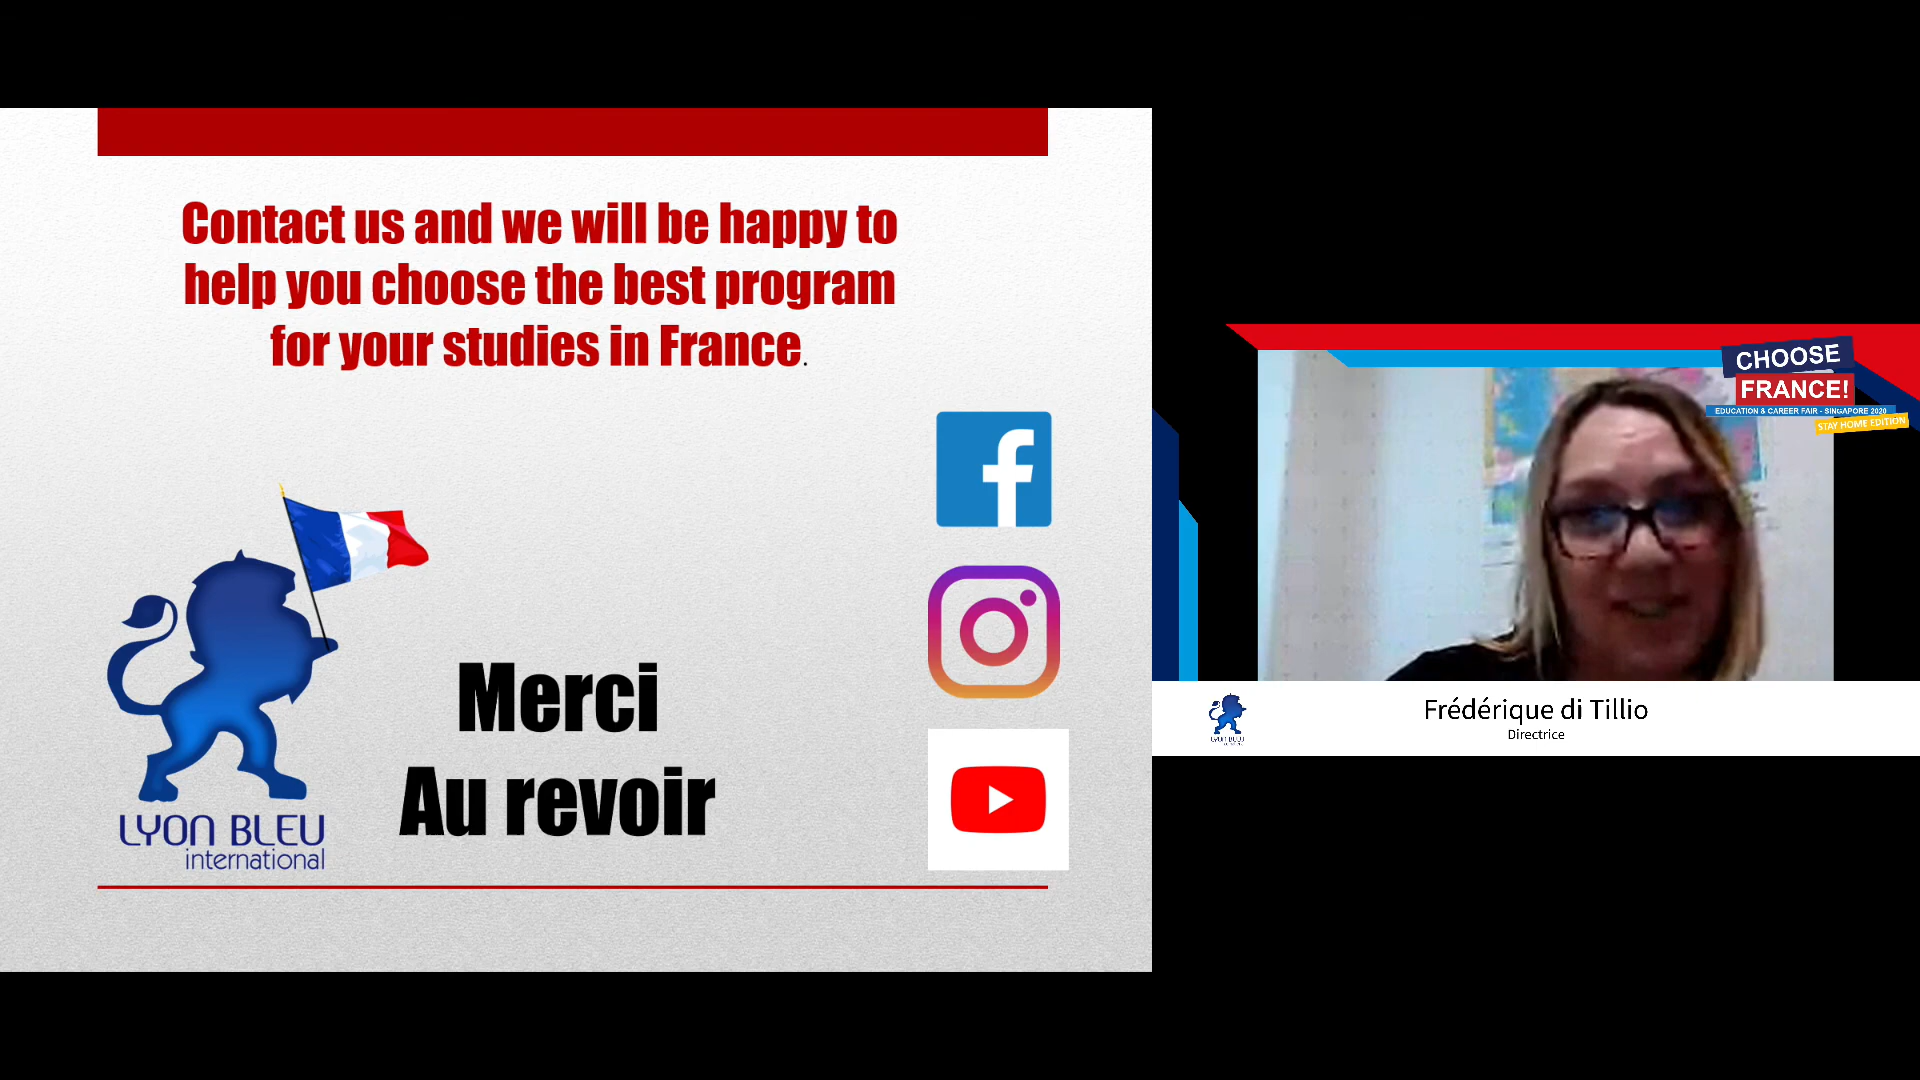 Contact us and we will be happy to
help you choose the best program
for your studies in France.
Merci
Au revoir
LYON BLEU
international
CHOOSE
FRANCE!
EDUCATION & CAREER FAIR - SINGAPORE 2020
STAY HOME EDITION
Frédérique di Tillio
Directrice
LYON BLEU